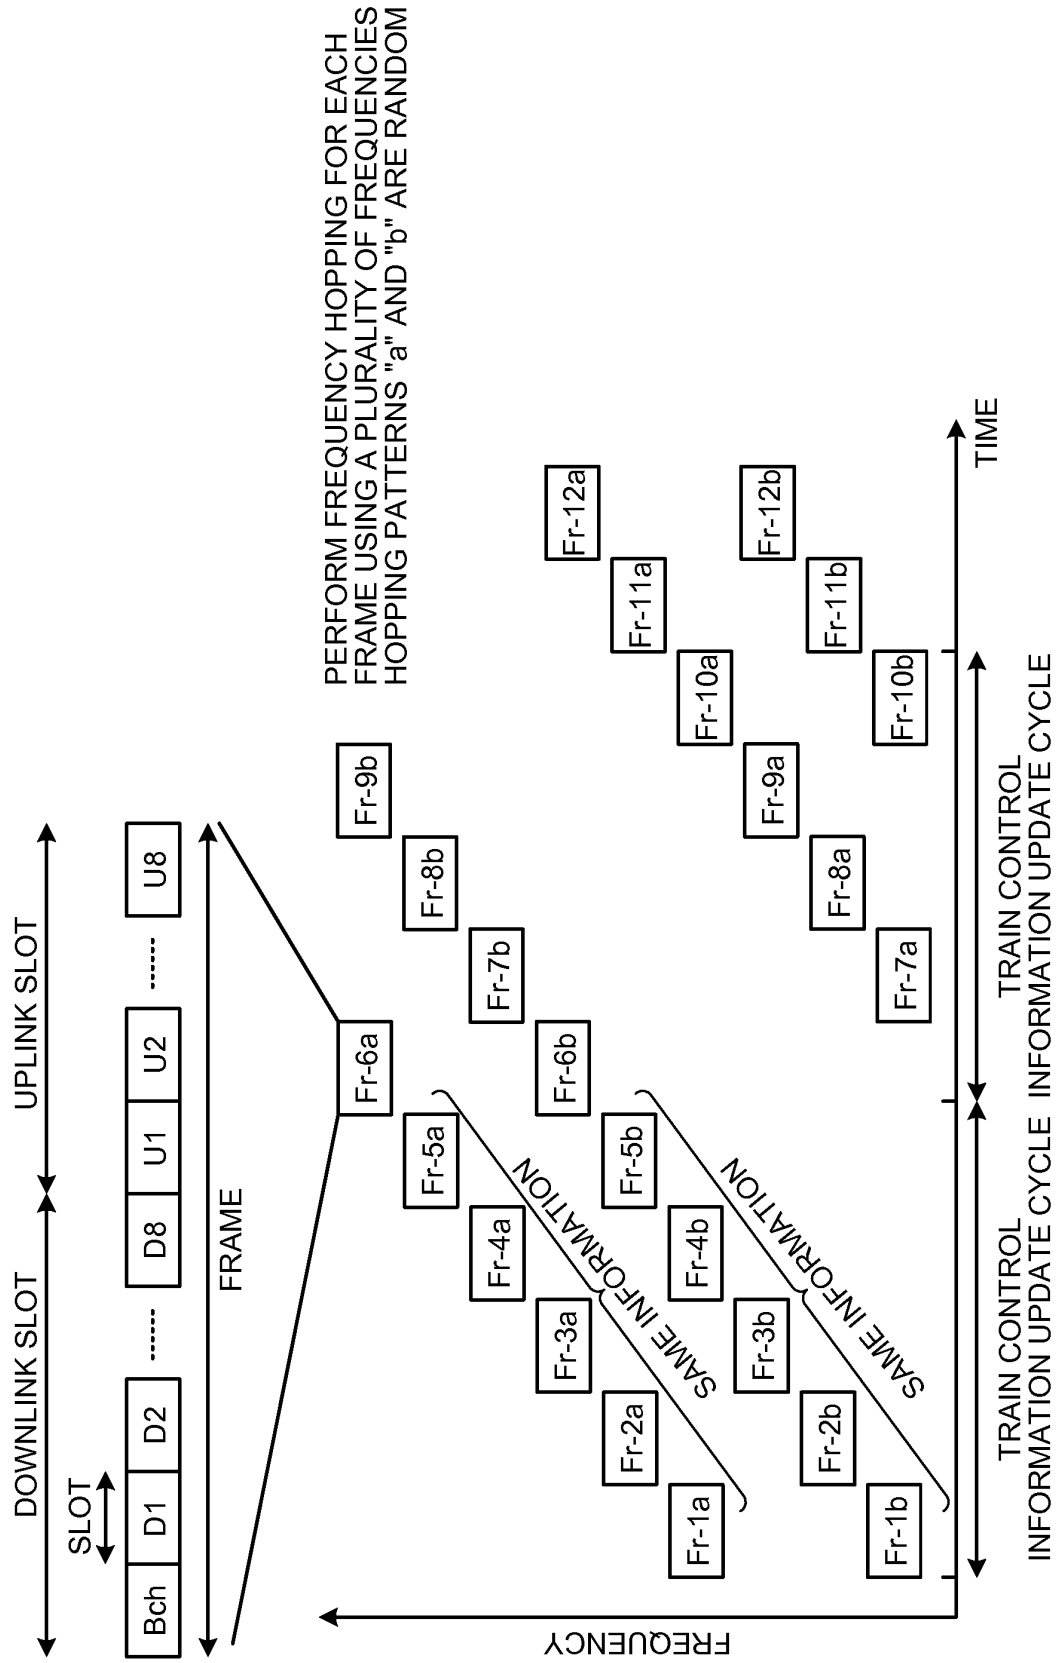 DOWNLINK SLOT
UPLINK SLOT
SLOT
Bch
D1
D2
D8
U1
U2
U8
FRAME
PERFORM FREQUENCY HOPPING FOR EACH
FRAME USING A PLURALITY OF FREQUENCIES
HOPPING PATTERNS "a" AND "b" ARE RANDOM
FREQUENCY
Fr-1a
Fr-2a
Fr-3a
Fr-4a
Fr-5a
Fr-6a
Fr-7a
Fr-8a
Fr-9a
Fr-10a
Fr-11a
Fr-12a
SAME INFORMATION
Fr-1b
Fr-2b
Fr-3b
Fr-4b
Fr-5b
Fr-6b
Fr-7b
Fr-8b
Fr-9b
Fr-10b
Fr-11b
Fr-12b
SAME INFORMATION
TIME
TRAIN CONTROL
INFORMATION UPDATE CYCLE
TRAIN CONTROL
INFORMATION UPDATE CYCLE